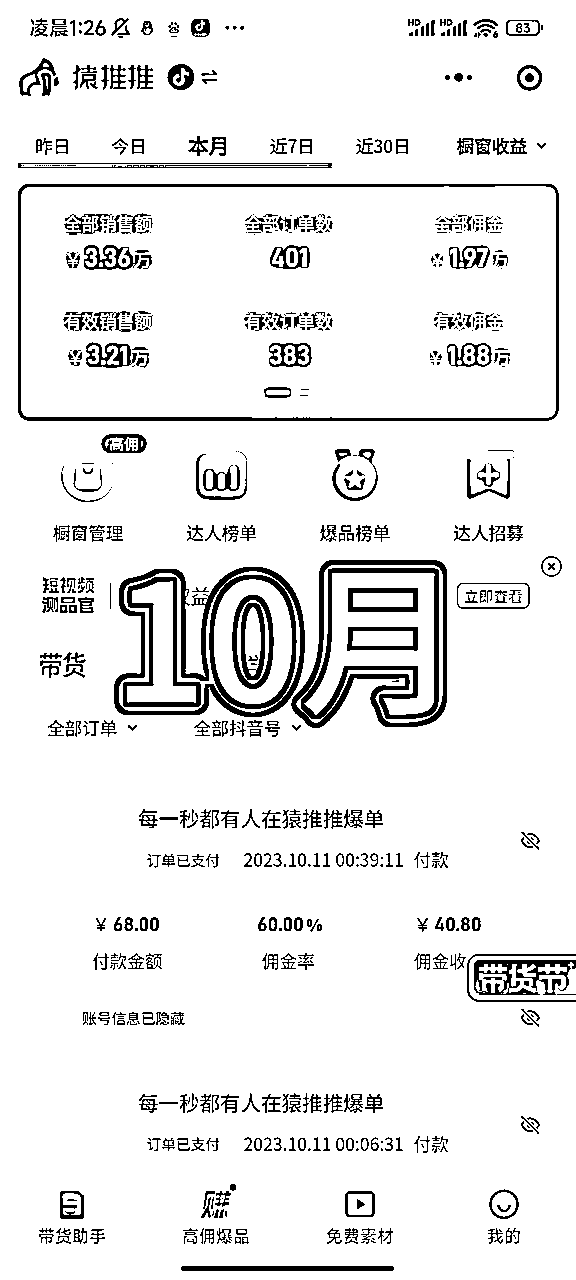 凌晨1:26 HD HD 83
猿推推
昨日 今日 本月 近7日 近30日 橱窗收益
全部销售额 全部订单数 全部佣金
￥3.36万 401 ￥1.97万
有效销售额 有效订单数 有效佣金
￥3.21万 383 ￥1.88万
高佣
橱窗管理 达人榜单 爆品榜单 达人招募
短视频
测品官
收益
立即查看
10月
带货
全部订单 全部抖音号
每一秒都有人在猿推推爆单
订单已支付 2023.10.11 00:39:11 付款
￥68.00 60.00% ￥40.80
付款金额 佣金率 佣金收
带货节
账号信息已隐藏
每一秒都有人在猿推推爆单
订单已支付 2023.10.11 00:06:31 付款
赚
带货助手 高佣爆品 免费素材 我的